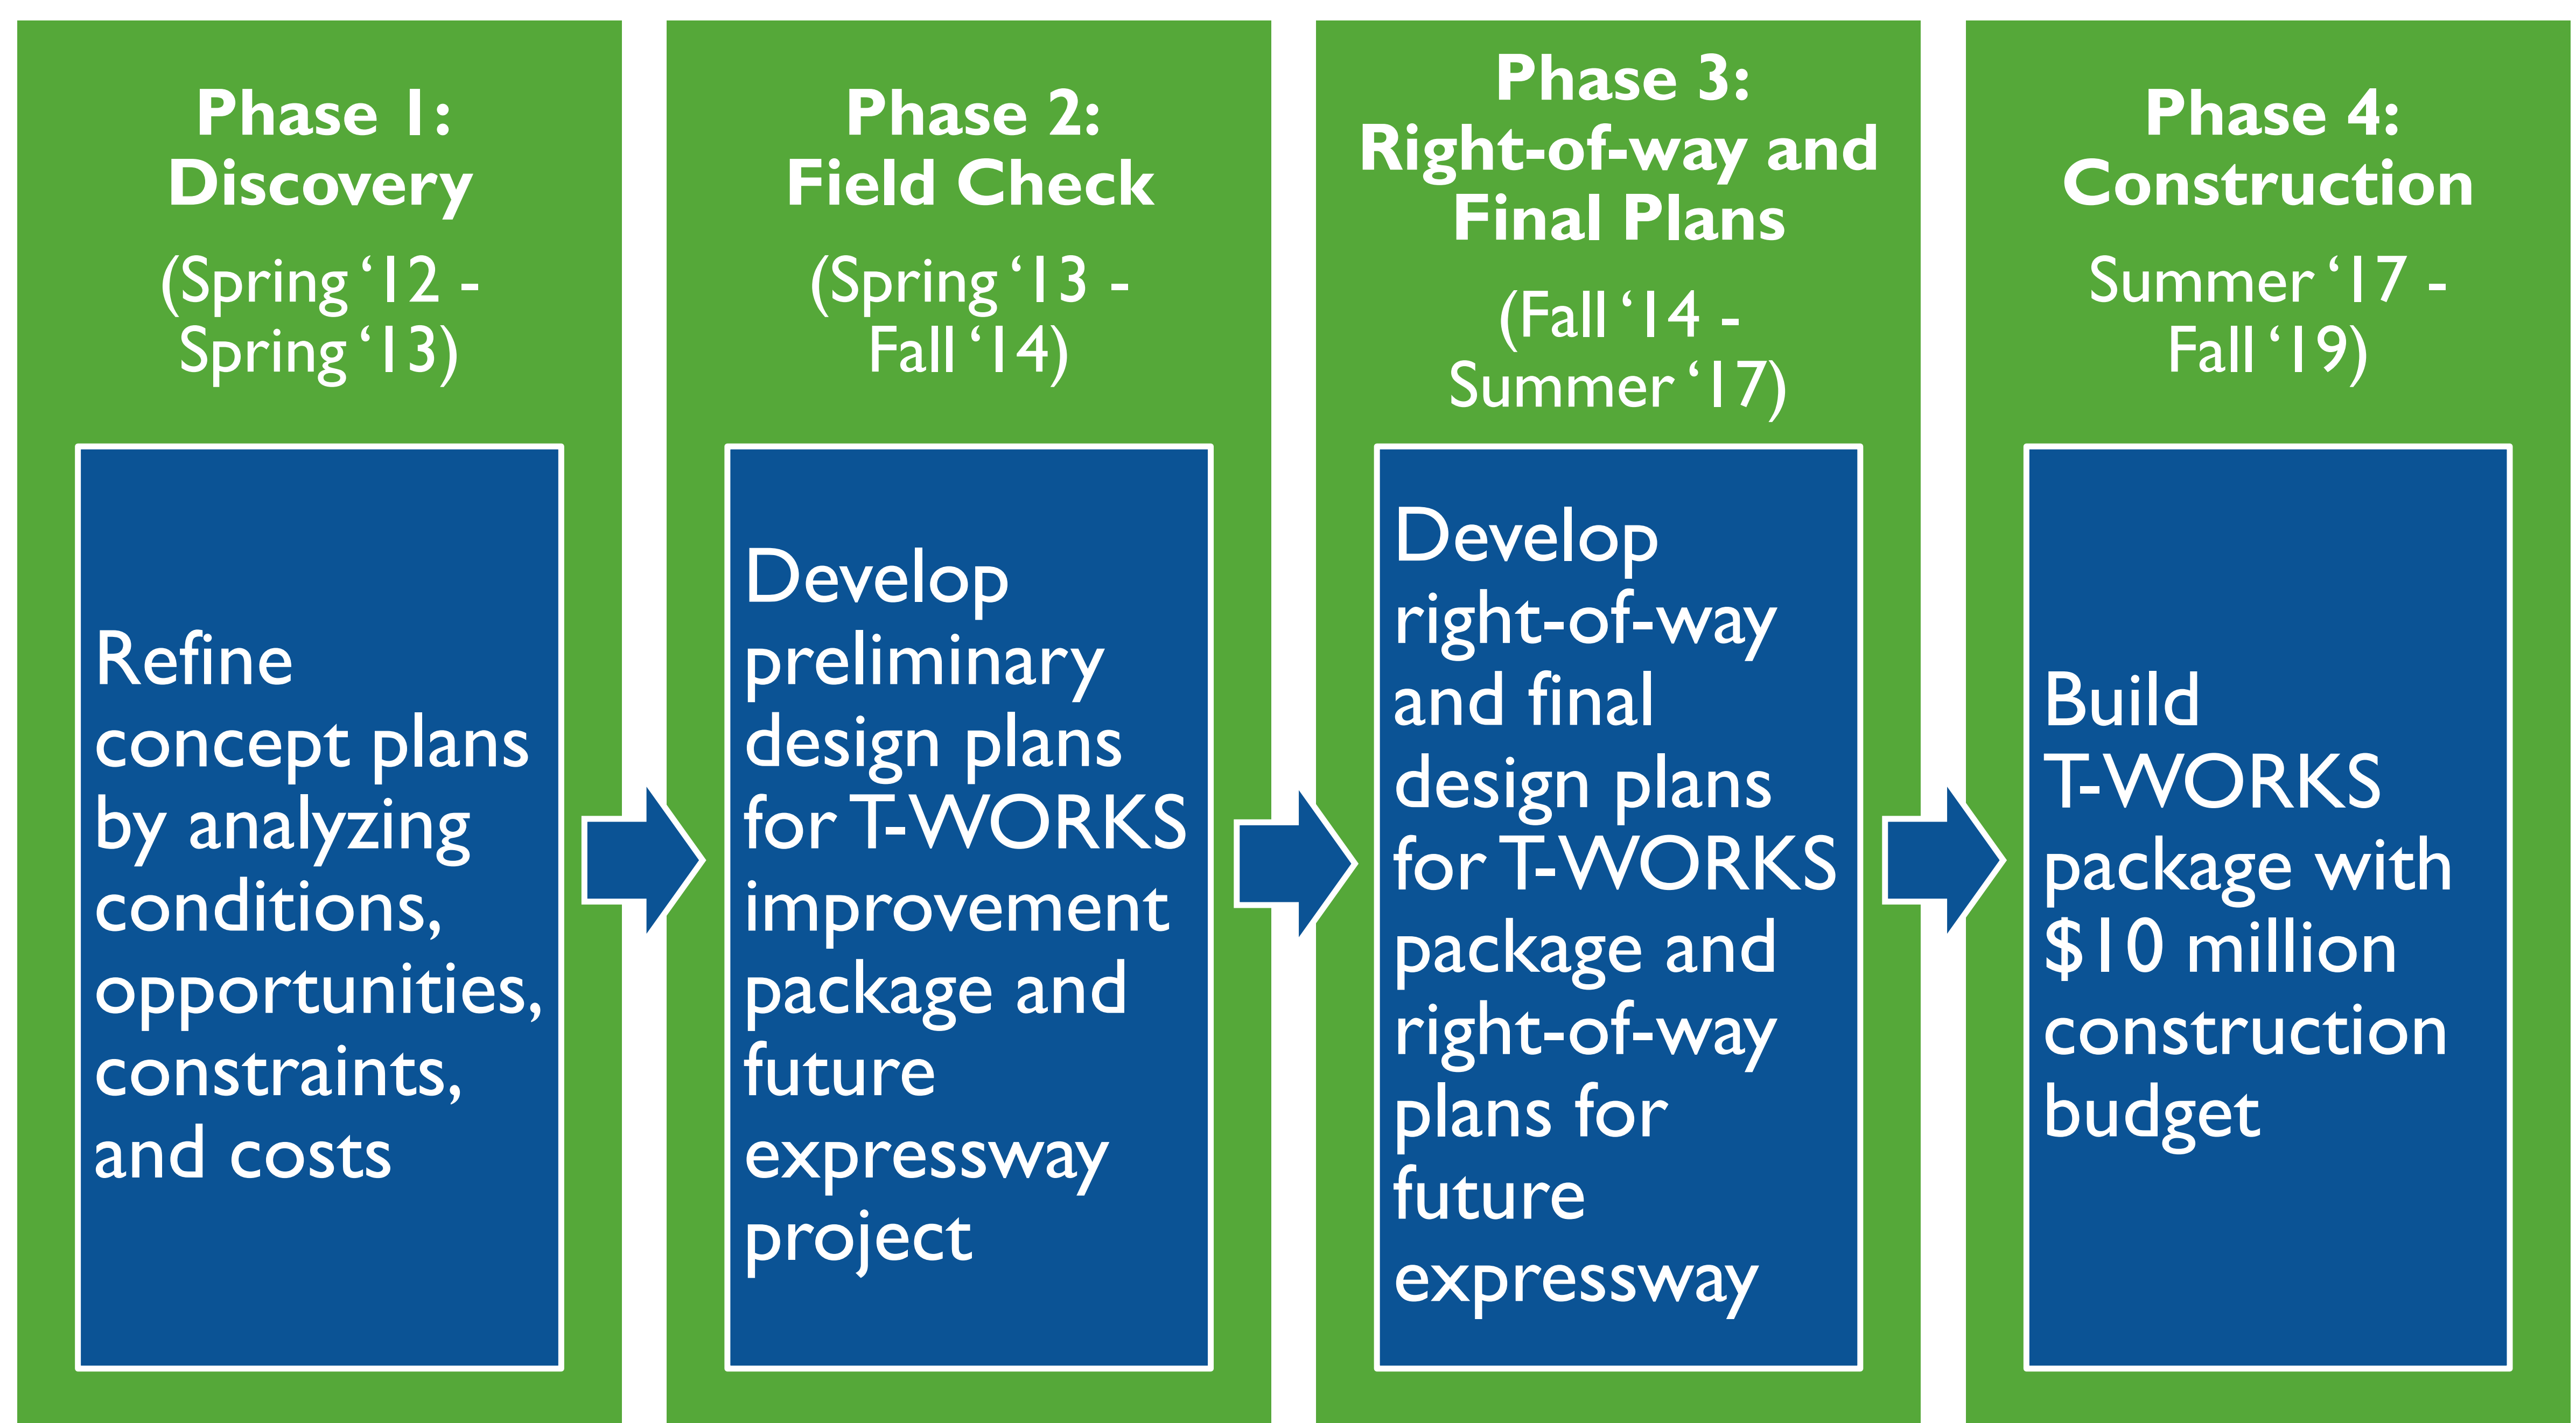 Phase 1:
Discovery
(Spring ‘12 -
Spring ‘13)
Refine
concept plans
by analyzing
conditions,
opportunities,
constraints,
and costs
Phase 2:
Field Check
(Spring ‘13 -
Fall ‘14)
Develop
preliminary
design plans
for T-WORKS
improvement
package and
future
expressway
project
Phase 3:
Right-of-way and
Final Plans
(Fall ‘14 -
Summer ‘17)
Develop
right-of-way
and final
design plans
for T-WORKS
package and
right-of-way
plans for
future
expressway
Phase 4:
Construction
Summer ‘17 -
Fall ‘19)
Build
T-WORKS
package with
$10 million
construction
budget